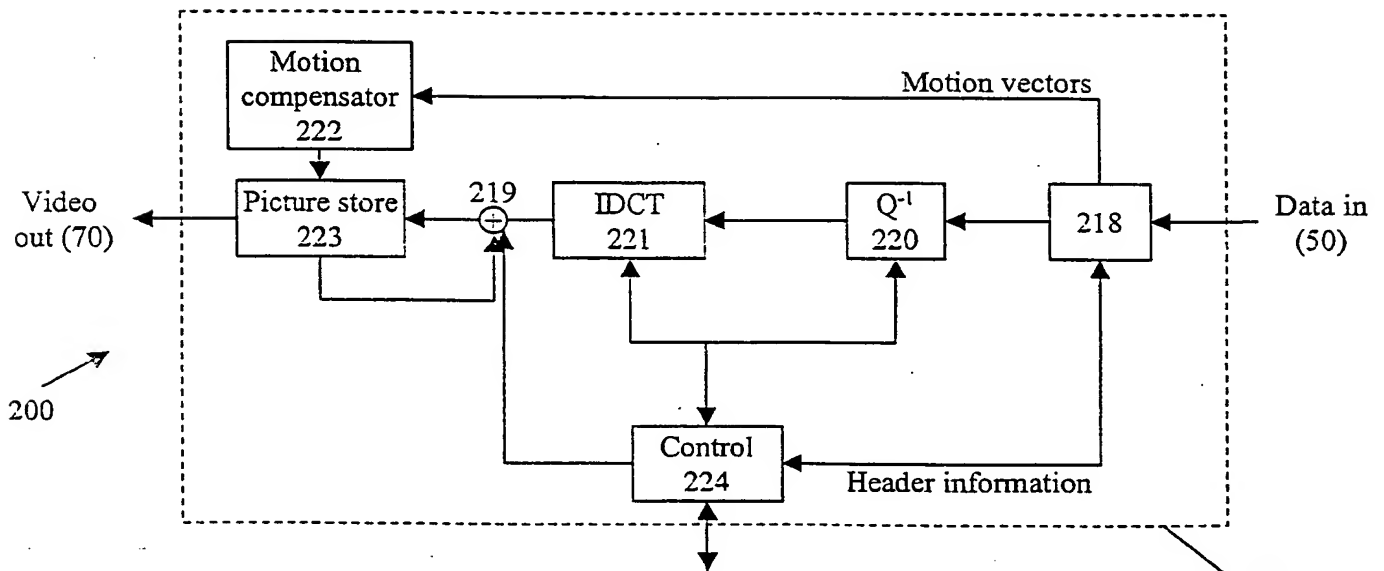 Motion
compensator
222
Motion vectors
Video
out (70)
Picture store
223
219
+
IDCT
221
Q⁻¹
220
218
Data in
(50)
200
Control
224
Header information